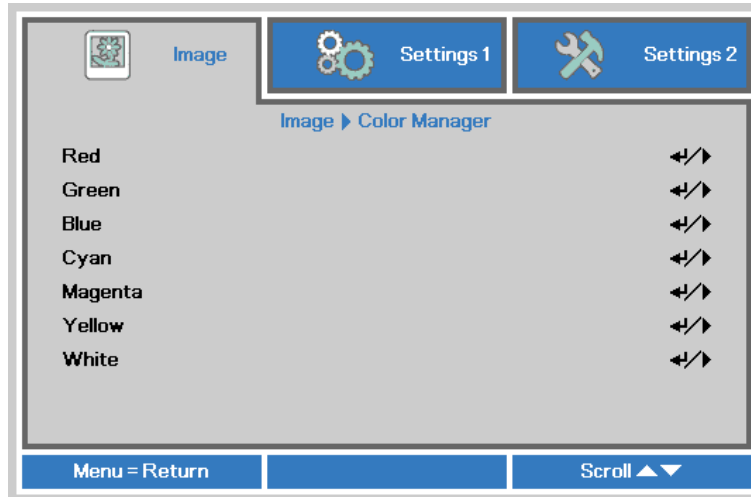 Image
Settings 1
Settings 2
Image ▶ Color Manager
Red ↵/▶
Green ↵/▶
Blue ↵/▶
Cyan ↵/▶
Magenta ↵/▶
Yellow ↵/▶
White ↵/▶
Menu = Return
Scroll ▲▼